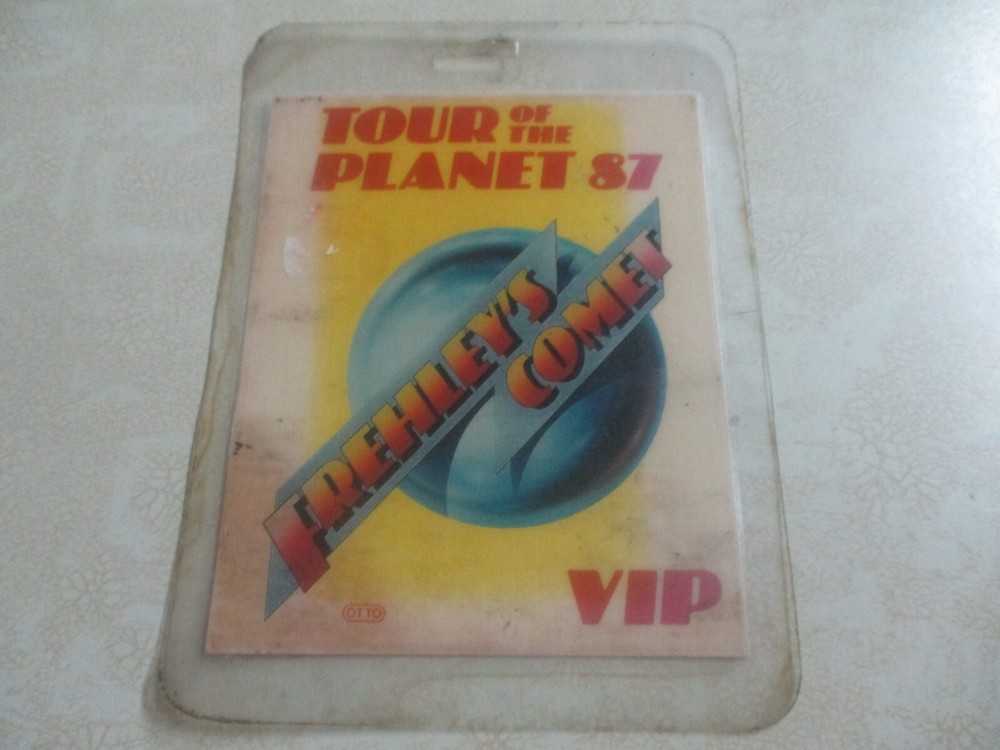 TOUR OF THE
PLANET 87
FREHLEY'S
COMET
VIP
OTTO